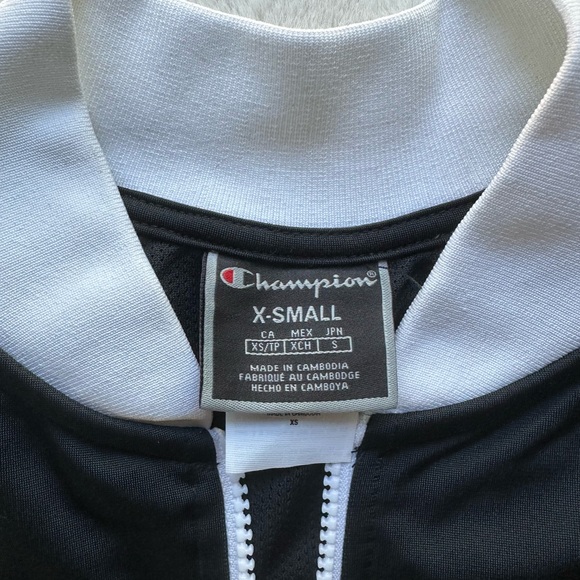 Champion®
X-SMALL
CA MEX JPN
XS/TP XCH S
MADE IN CAMBODIA
FABRIQUÉ AU CAMBODGE
HECHO EN CAMBOYA
XS